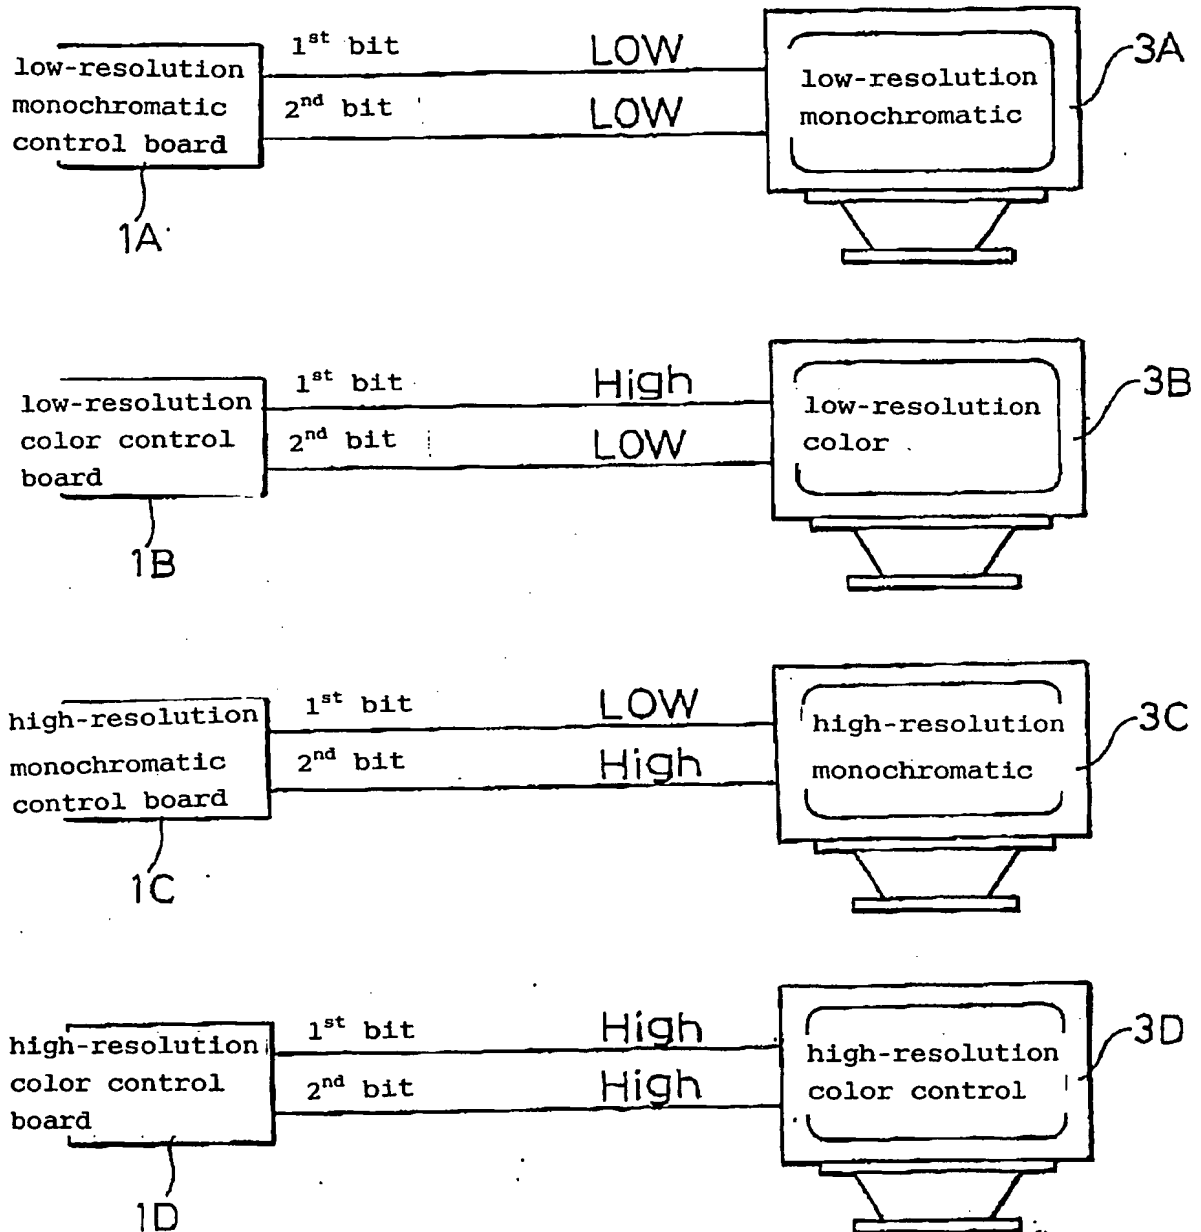 low-resolution
monochromatic
control board
1st bit
LOW
2nd bit
LOW
low-resolution
monochromatic
3A
1A
low-resolution
color control
board
1st bit
High
2nd bit
LOW
low-resolution
color
3B
1B
high-resolution
monochromatic
control board
1st bit
LOW
2nd bit
High
high-resolution
monochromatic
3C
1C
high-resolution
color control
board
1st bit
High
2nd bit
High
high-resolution
color control
3D
1D